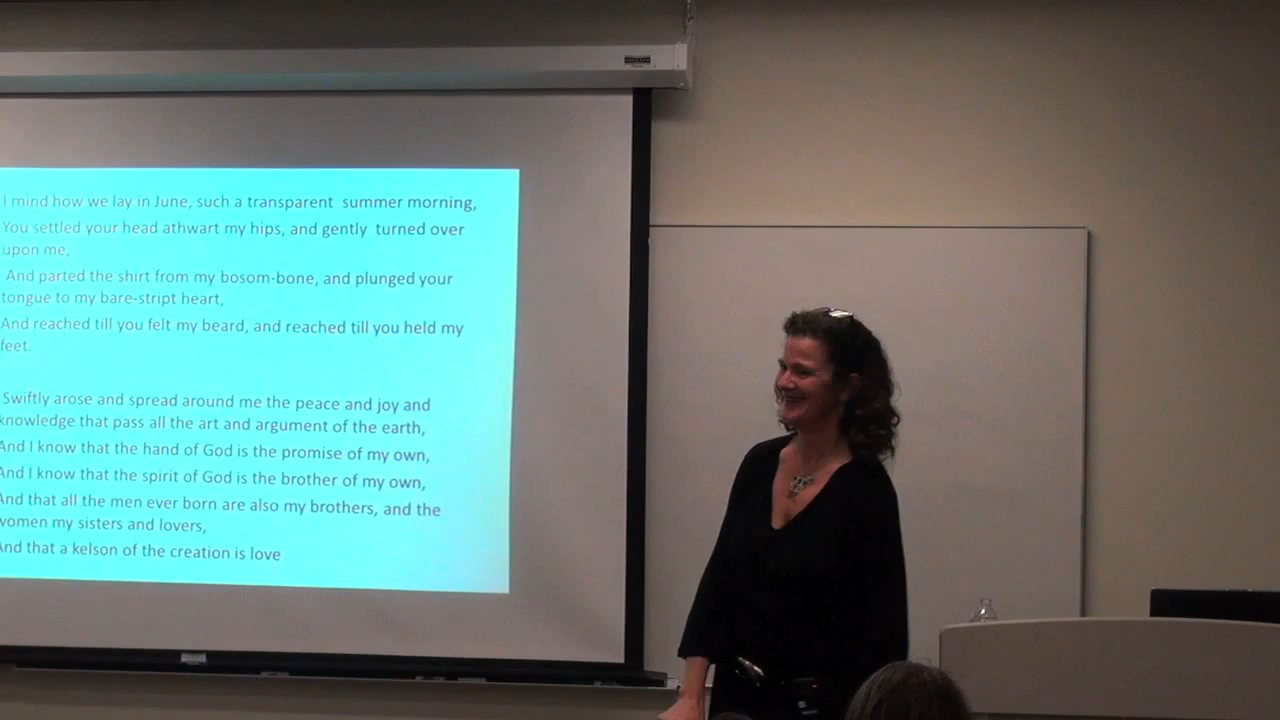 I mind how we lay in June, such a transparent summer morning,
You settled your head athwart my hips, and gently turned over
upon me,
And parted the shirt from my bosom-bone, and plunged your
tongue to my bare-stript heart,
And reached till you felt my beard, and reached till you held my
feet.
Swiftly arose and spread around me the peace and joy and
knowledge that pass all the art and argument of the earth,
And I know that the hand of God is the promise of my own,
And I know that the spirit of God is the brother of my own,
And that all the men ever born are also my brothers, and the
women my sisters and lovers,
And that a kelson of the creation is love